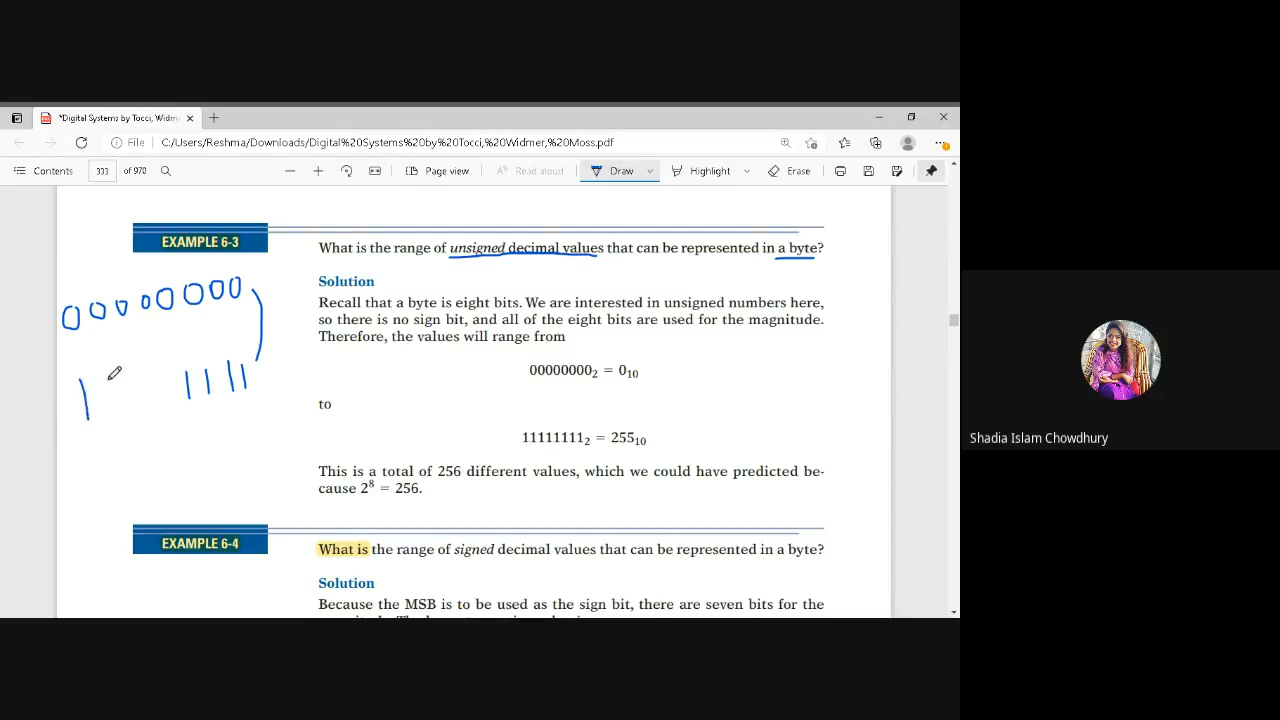 *Digital Systems by Tocci, Widm
File C:/Users/Reshma/Downloads/Digital%20Systems%20by%20Tocci,%20Widmer,%20Moss.pdf
Contents 333 of 970 Page view Read aloud Draw Highlight Erase
EXAMPLE 6-3
What is the range of unsigned decimal values that can be represented in a byte?
Solution
Recall that a byte is eight bits. We are interested in unsigned numbers here,
so there is no sign bit, and all of the eight bits are used for the magnitude.
Therefore, the values will range from
00000000₂ = 0₁₀
to
11111111₂ = 255₁₀
This is a total of 256 different values, which we could have predicted be-
cause 2⁸ = 256.
00000000
1 1111
EXAMPLE 6-4
What is the range of signed decimal values that can be represented in a byte?
Solution
Because the MSB is to be used as the sign bit, there are seven bits for the
Shadia Islam Chowdhury